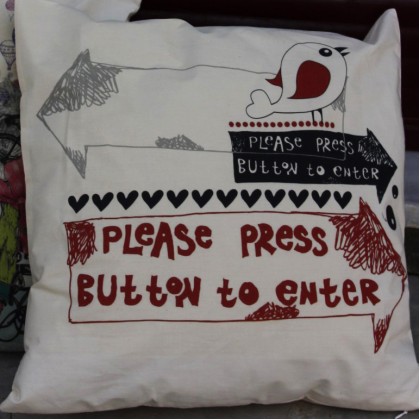 PLEASE PRESS
BUTTON to ENTER
PLEASE PRESS
BUttON to enteR